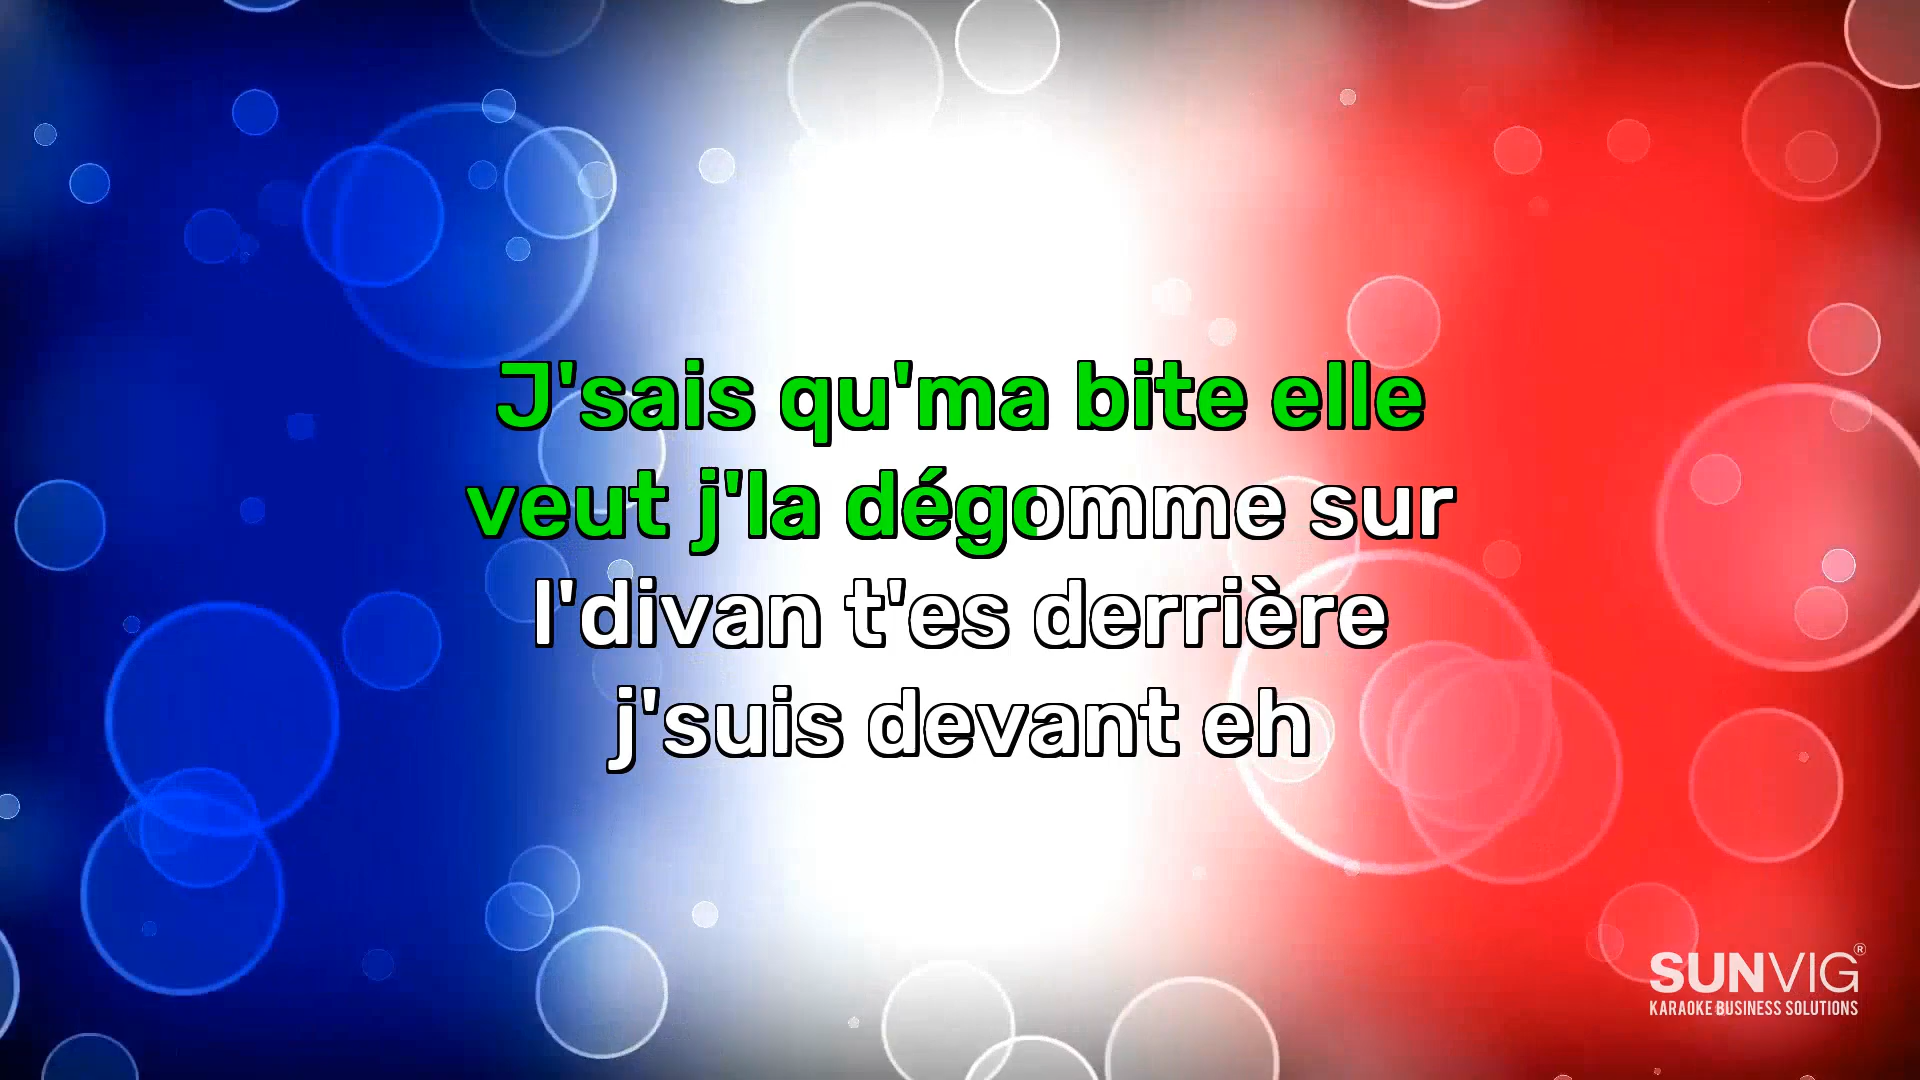 J'sais qu'ma bite elle
veut j'la dégomme sur
l'divan t'es derrière
j'suis devant eh
SUNVIG®
KARAOKE BUSINESS SOLUTIONS